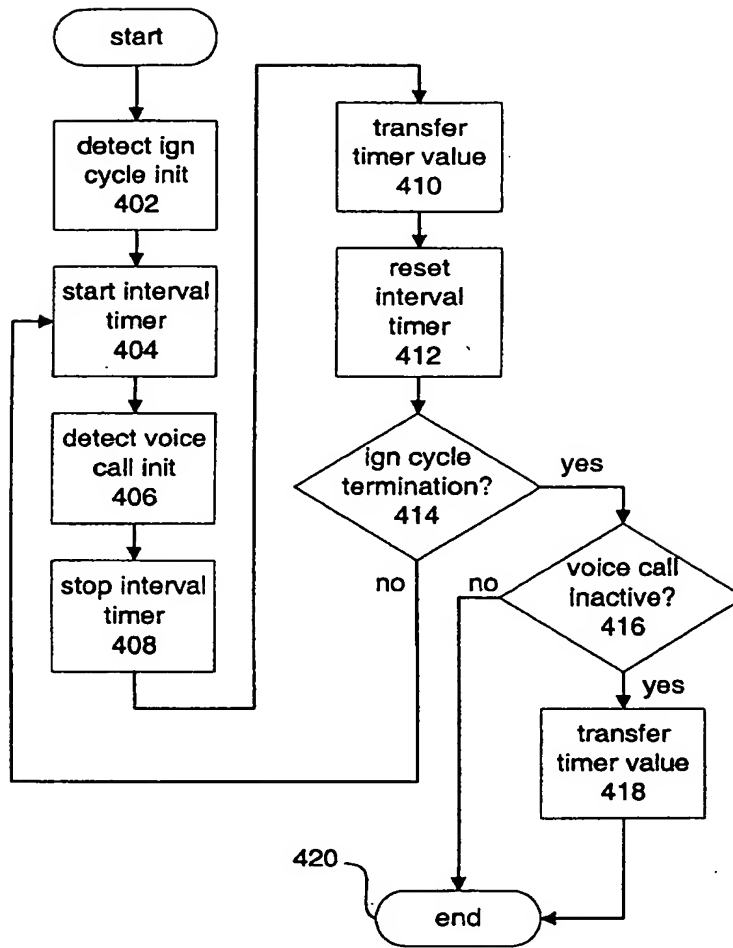 start
detect ign
cycle init
402
start interval
timer
404
detect voice
call init
406
stop interval
timer
408
transfer
timer value
410
reset
interval
timer
412
ign cycle
termination?
414
yes
no
voice call
inactive?
416
no
yes
transfer
timer value
418
420
end